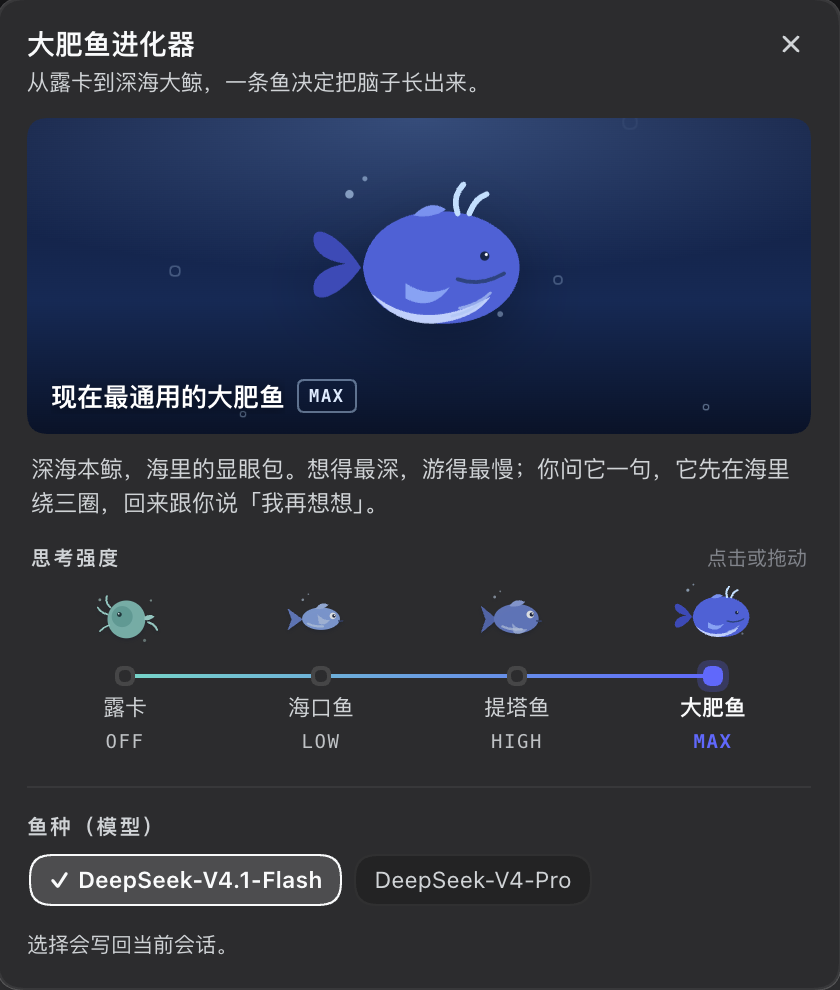 大肥鱼进化器
从露卡到深海大鲸，一条鱼决定把脑子长出来。
现在最通用的大肥鱼 MAX
深海本鲸，海里的显眼包。想得最深，游得最慢；你问它一句，它先在海里
绕三圈，回来跟你说「我再想想」。
思考强度 点击或拖动
露卡 海口鱼 提塔鱼 大肥鱼
OFF LOW HIGH MAX
鱼种（模型）
DeepSeek-V4.1-Flash DeepSeek-V4-Pro
选择会写回当前会话。